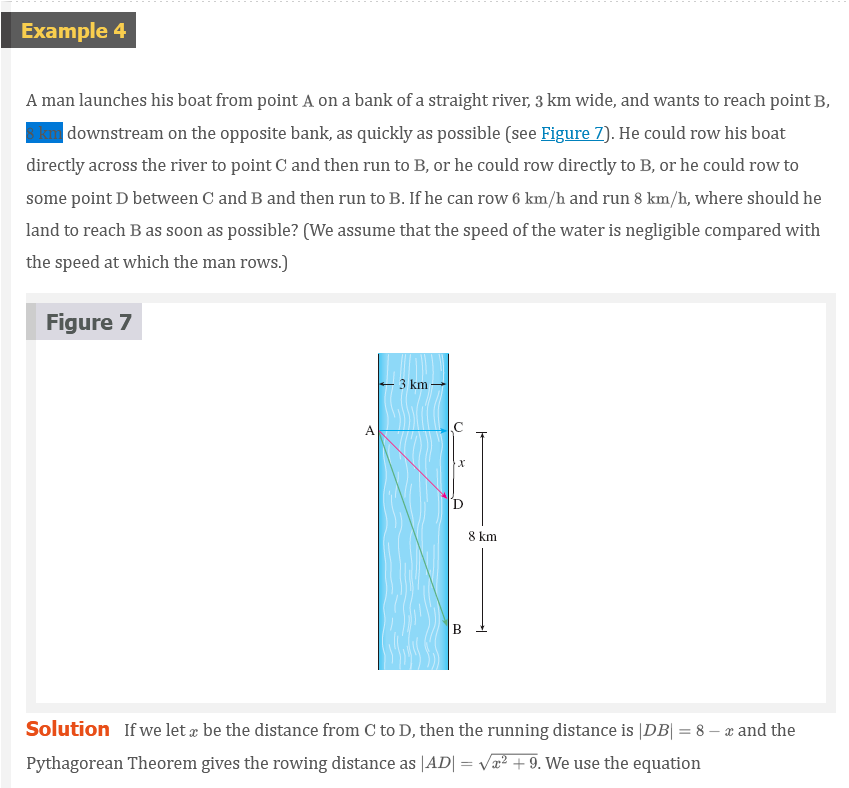 Example 4
A man launches his boat from point A on a bank of a straight river, 3 km wide, and wants to reach point B,
8 km downstream on the opposite bank, as quickly as possible (see Figure 7). He could row his boat
directly across the river to point C and then run to B, or he could row directly to B, or he could row to
some point D between C and B and then run to B. If he can row 6 km/h and run 8 km/h, where should he
land to reach B as soon as possible? (We assume that the speed of the water is negligible compared with
the speed at which the man rows.)
Figure 7
3 km
A
C
x
D
8 km
B
Solution If we let x be the distance from C to D, then the running distance is |DB| = 8 − x and the
Pythagorean Theorem gives the rowing distance as |AD| = √x² + 9. We use the equation